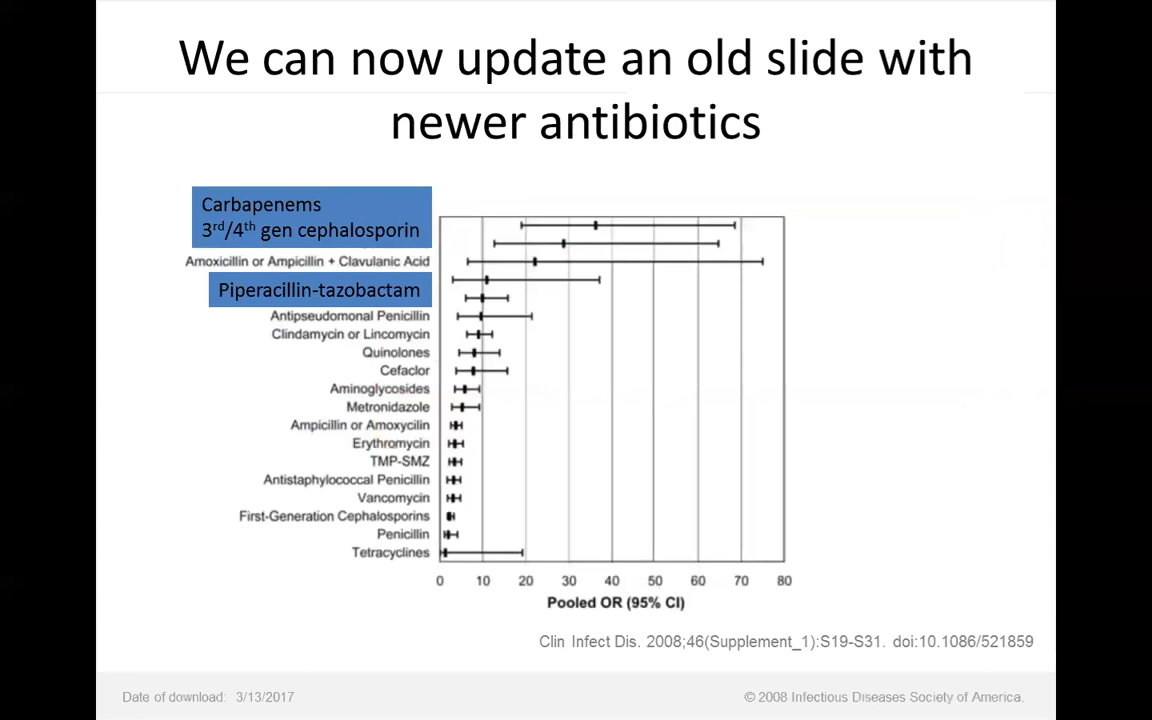 We can now update an old slide with
newer antibiotics
Carbapenems
3rd/4th gen cephalosporin
Amoxicillin or Ampicillin + Clavulanic Acid
Piperacillin-tazobactam
Antipseudomonal Penicillin
Clindamycin or Lincomycin
Quinolones
Cefaclor
Aminoglycosides
Metronidazole
Ampicillin or Amoxycilin
Erythromycin
TMP-SMZ
Antistaphylococcal Penicillin
Vancomycin
First-Generation Cephalosporins
Penicillin
Tetracyclines
0 10 20 30 40 50 60 70 80
Pooled OR (95% CI)
Clin Infect Dis. 2008;46(Supplement_1):S19-S31. doi:10.1086/521859
Date of download: 3/13/2017
© 2008 Infectious Diseases Society of America.